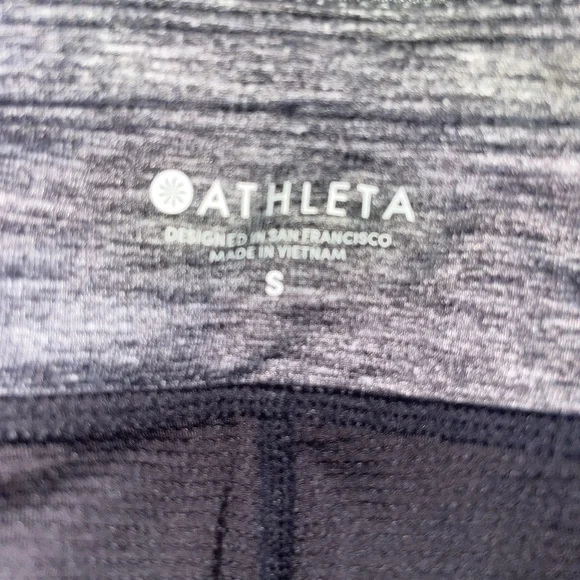 ATHLETA
DESIGNED IN SAN FRANCISCO
MADE IN VIETNAM
S